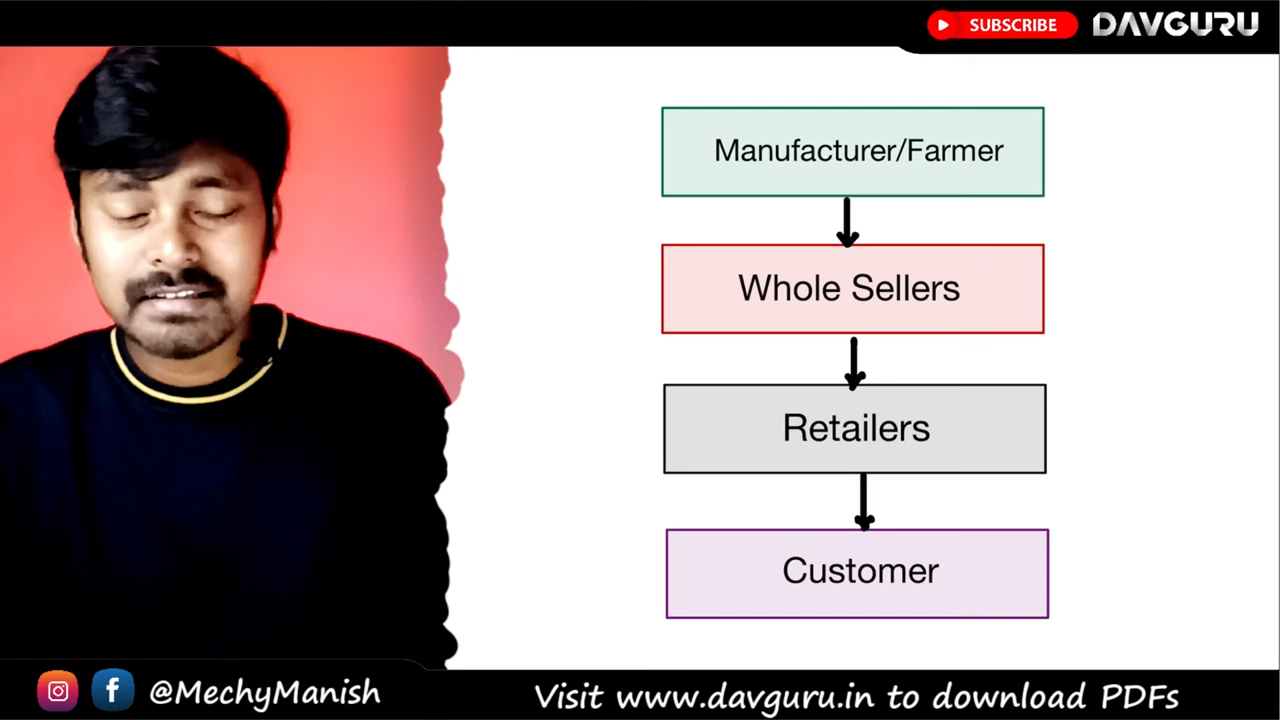 SUBSCRIBE DAVGURU
Manufacturer/Farmer
Whole Sellers
Retailers
Customer
@MechyManish
Visit www.davguru.in to download PDFs